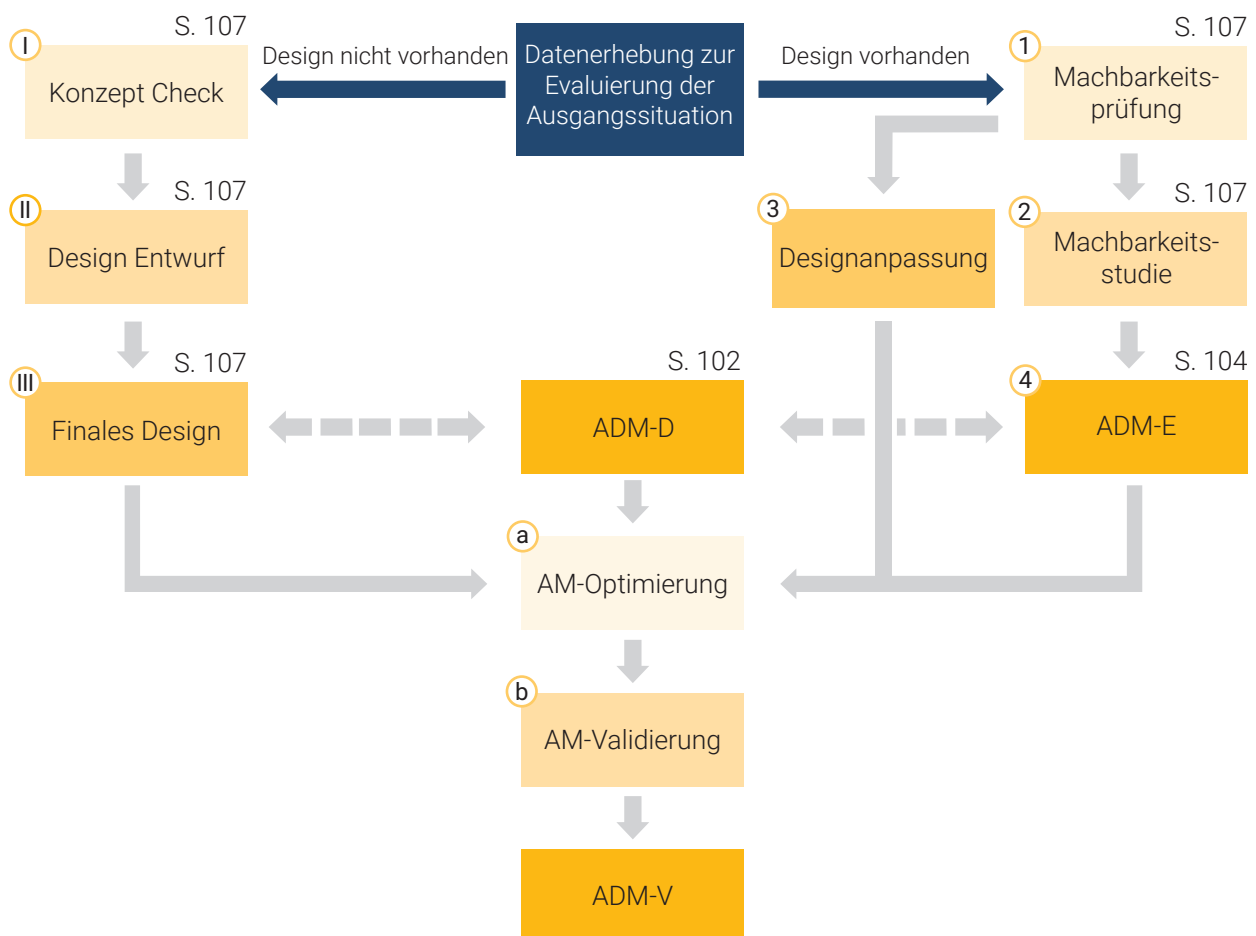 S. 107
I
Konzept Check
Design nicht vorhanden
Datenerhebung zur
Evaluierung der
Ausgangssituation
Design vorhanden
S. 107
1
Machbarkeits-
prüfung
S. 107
II
Design Entwurf
3
Designanpassung
S. 107
2
Machbarkeits-
studie
S. 107
III
Finales Design
S. 102
ADM-D
S. 104
4
ADM-E
a
AM-Optimierung
b
AM-Validierung
ADM-V